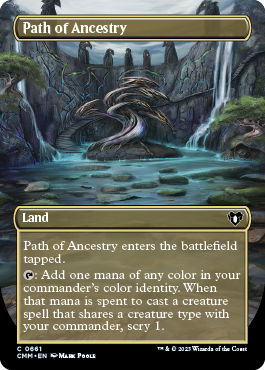 Path of Ancestry
Land
Path of Ancestry enters the battlefield
tapped.
: Add one mana of any color in your
commander's color identity. When
that mana is spent to cast a creature
spell that shares a creature type with
your commander, scry 1.
C 0661
CMM • EN Mark Poole
™ & © 2023 Wizards of the Coast